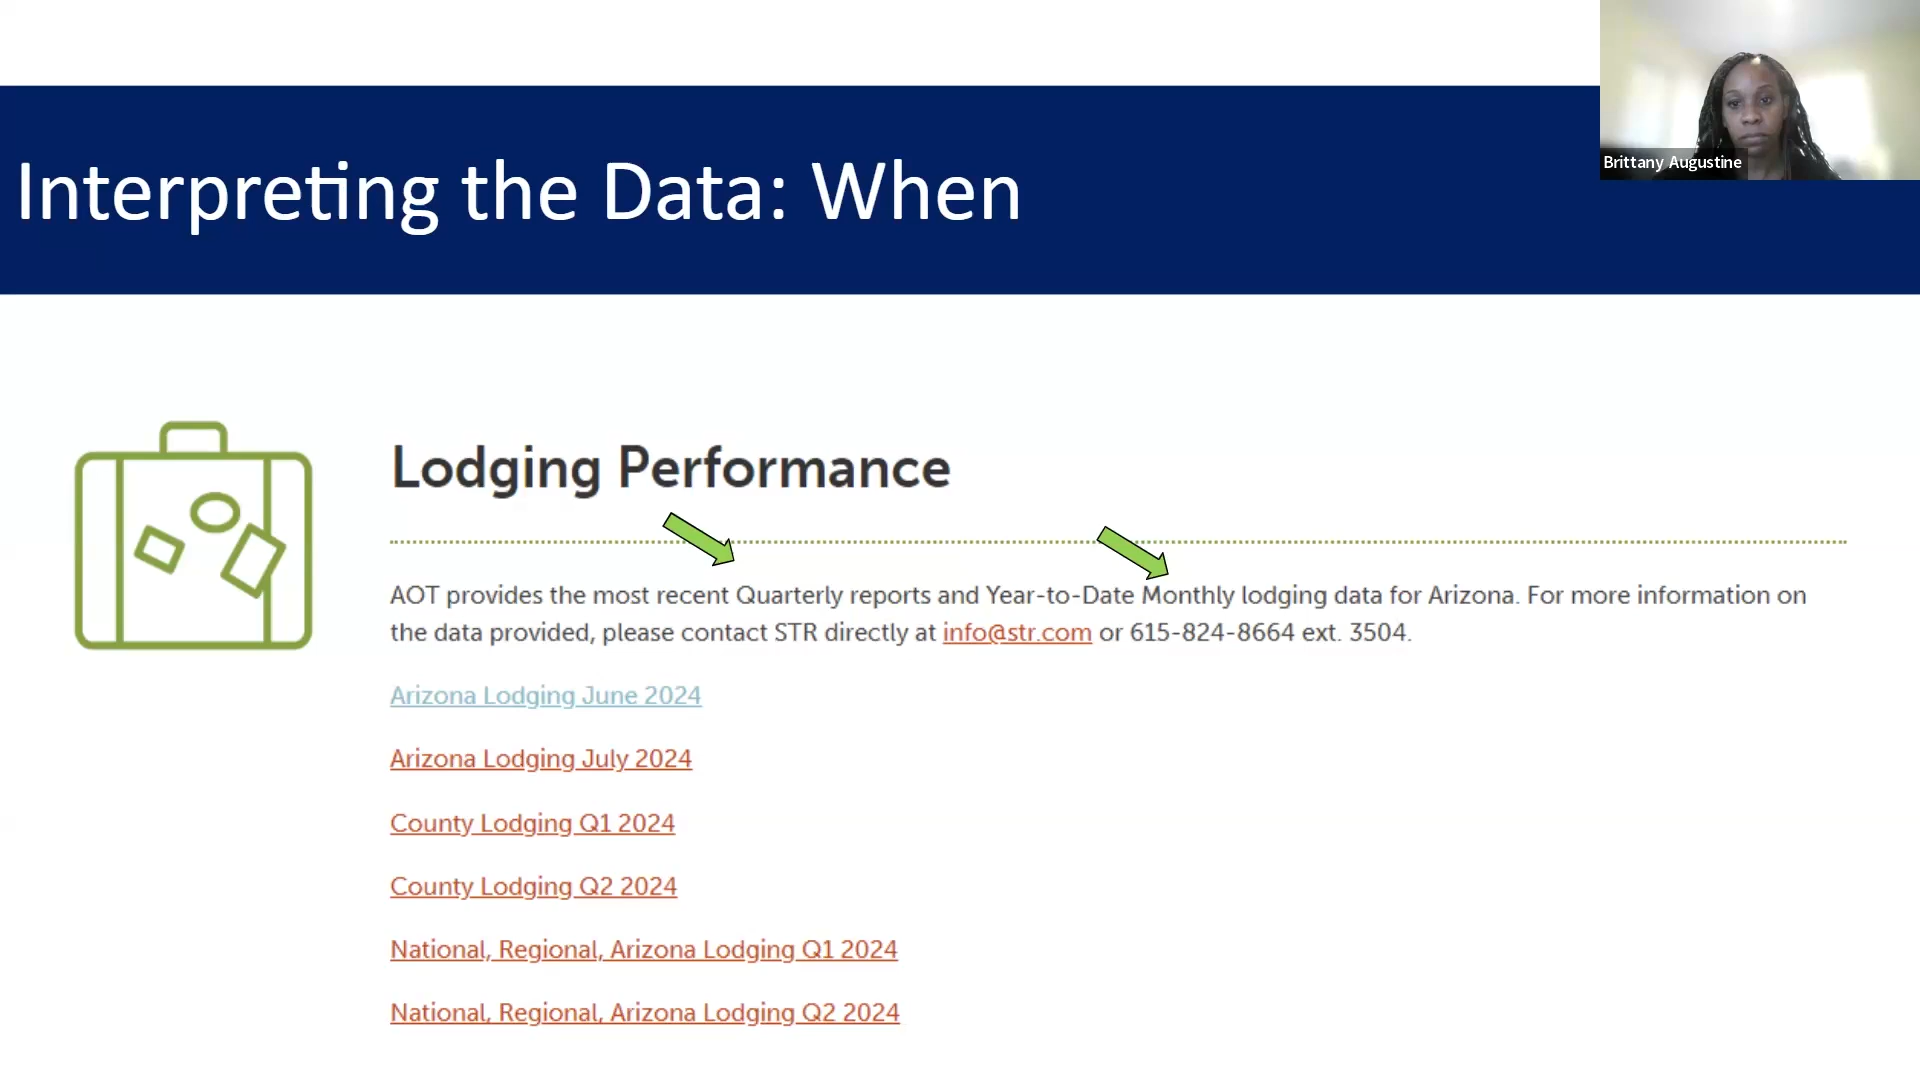 Brittany Augustine
Interpreting the Data: When
Lodging Performance
AOT provides the most recent Quarterly reports and Year-to-Date Monthly lodging data for Arizona. For more information on
the data provided, please contact STR directly at info@str.com or 615-824-8664 ext. 3504.
Arizona Lodging June 2024
Arizona Lodging July 2024
County Lodging Q1 2024
County Lodging Q2 2024
National, Regional, Arizona Lodging Q1 2024
National, Regional, Arizona Lodging Q2 2024